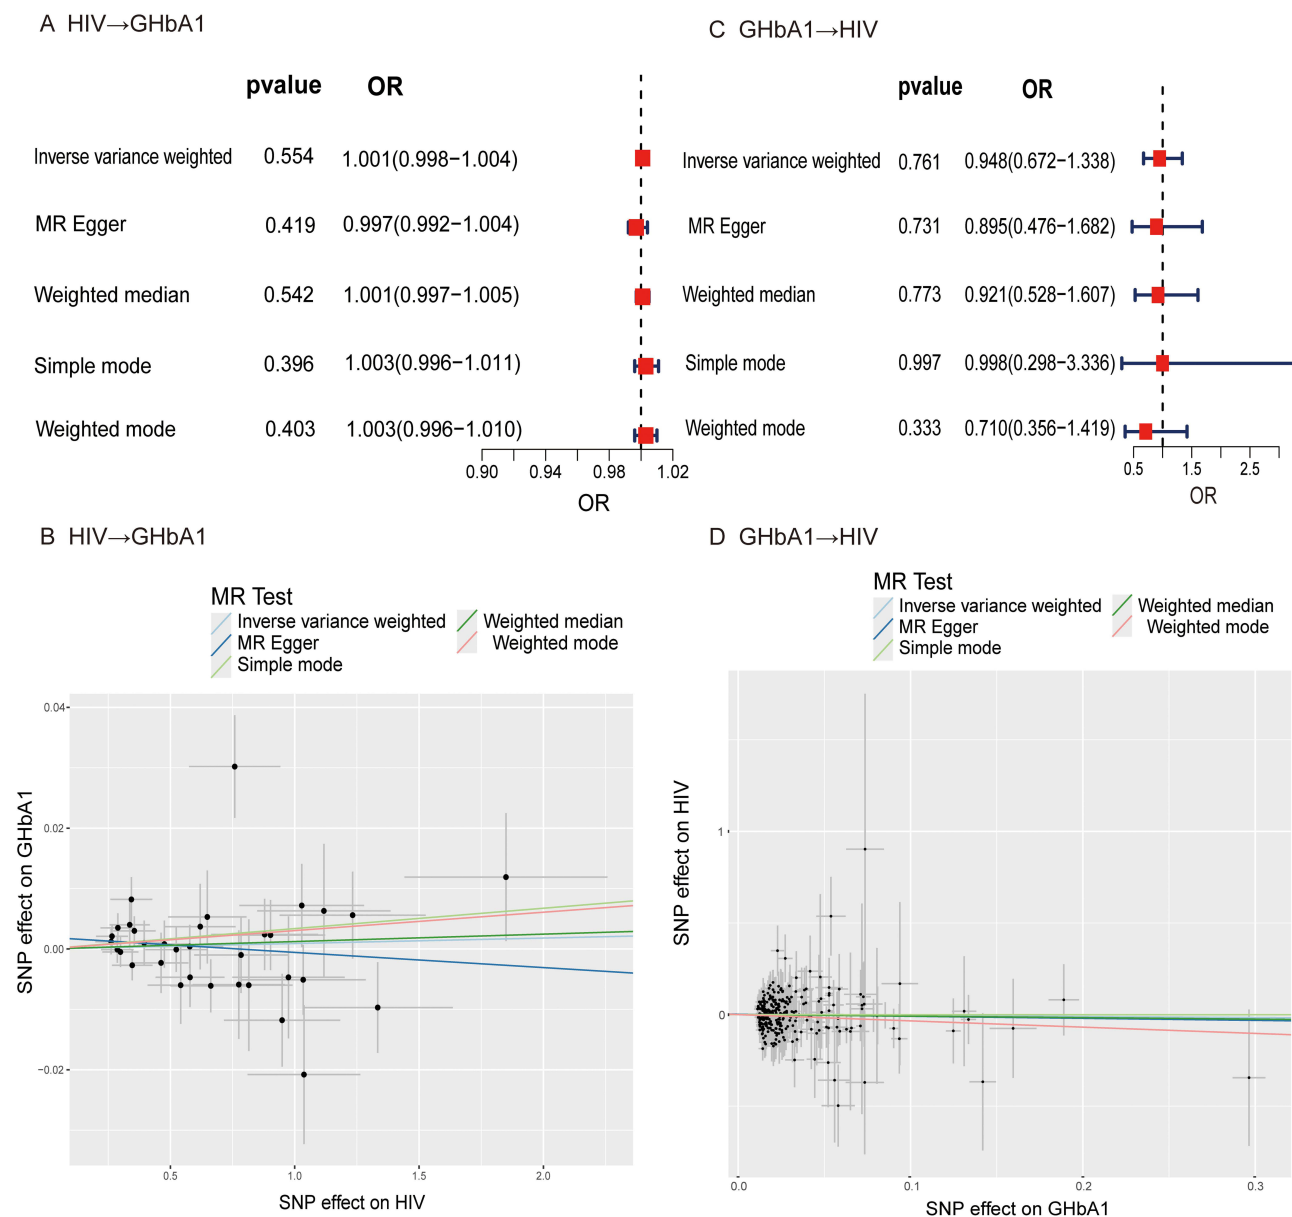 A HIV→GHbA1
pvalue OR
Inverse variance weighted 0.554 1.001(0.998−1.004)
MR Egger 0.419 0.997(0.992−1.004)
Weighted median 0.542 1.001(0.997−1.005)
Simple mode 0.396 1.003(0.996−1.011)
Weighted mode 0.403 1.003(0.996−1.010)
0.90 0.94 0.98 1.02
OR
C GHbA1→HIV
pvalue OR
Inverse variance weighted 0.761 0.948(0.672−1.338)
MR Egger 0.731 0.895(0.476−1.682)
Weighted median 0.773 0.921(0.528−1.607)
Simple mode 0.997 0.998(0.298-3.336)
Weighted mode 0.333 0.710(0.356−1.419)
0.5 1.5 2.5
OR
B HIV→GHbA1
MR Test
Inverse variance weighted Weighted median
MR Egger Weighted mode
Simple mode
SNP effect on GHbA1
0.04
0.02
0.00
−0.02
0.5 1.0 1.5 2.0
SNP effect on HIV
D GHbA1→HIV
MR Test
Inverse variance weighted Weighted median
MR Egger Weighted mode
Simple mode
SNP effect on HIV
1
0
0.0 0.1 0.2 0.3
SNP effect on GHbA1